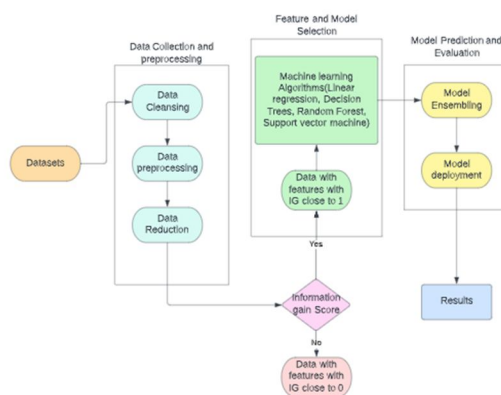 Data Collection and
preprocessing
Feature and Model
Selection
Model Prediction and
Evaluation
Datasets
Data
Cleansing
Data
preprocessing
Data
Reduction
Machine learning
Algorithms(Linear
regression, Decision
Trees, Random Forest,
Support vector machine)
Data with
features with
IG close to 1
Yes
Information
gain Score
No
Data with
features with
IG close to 0
Model
Ensembling
Model
deployment
Results